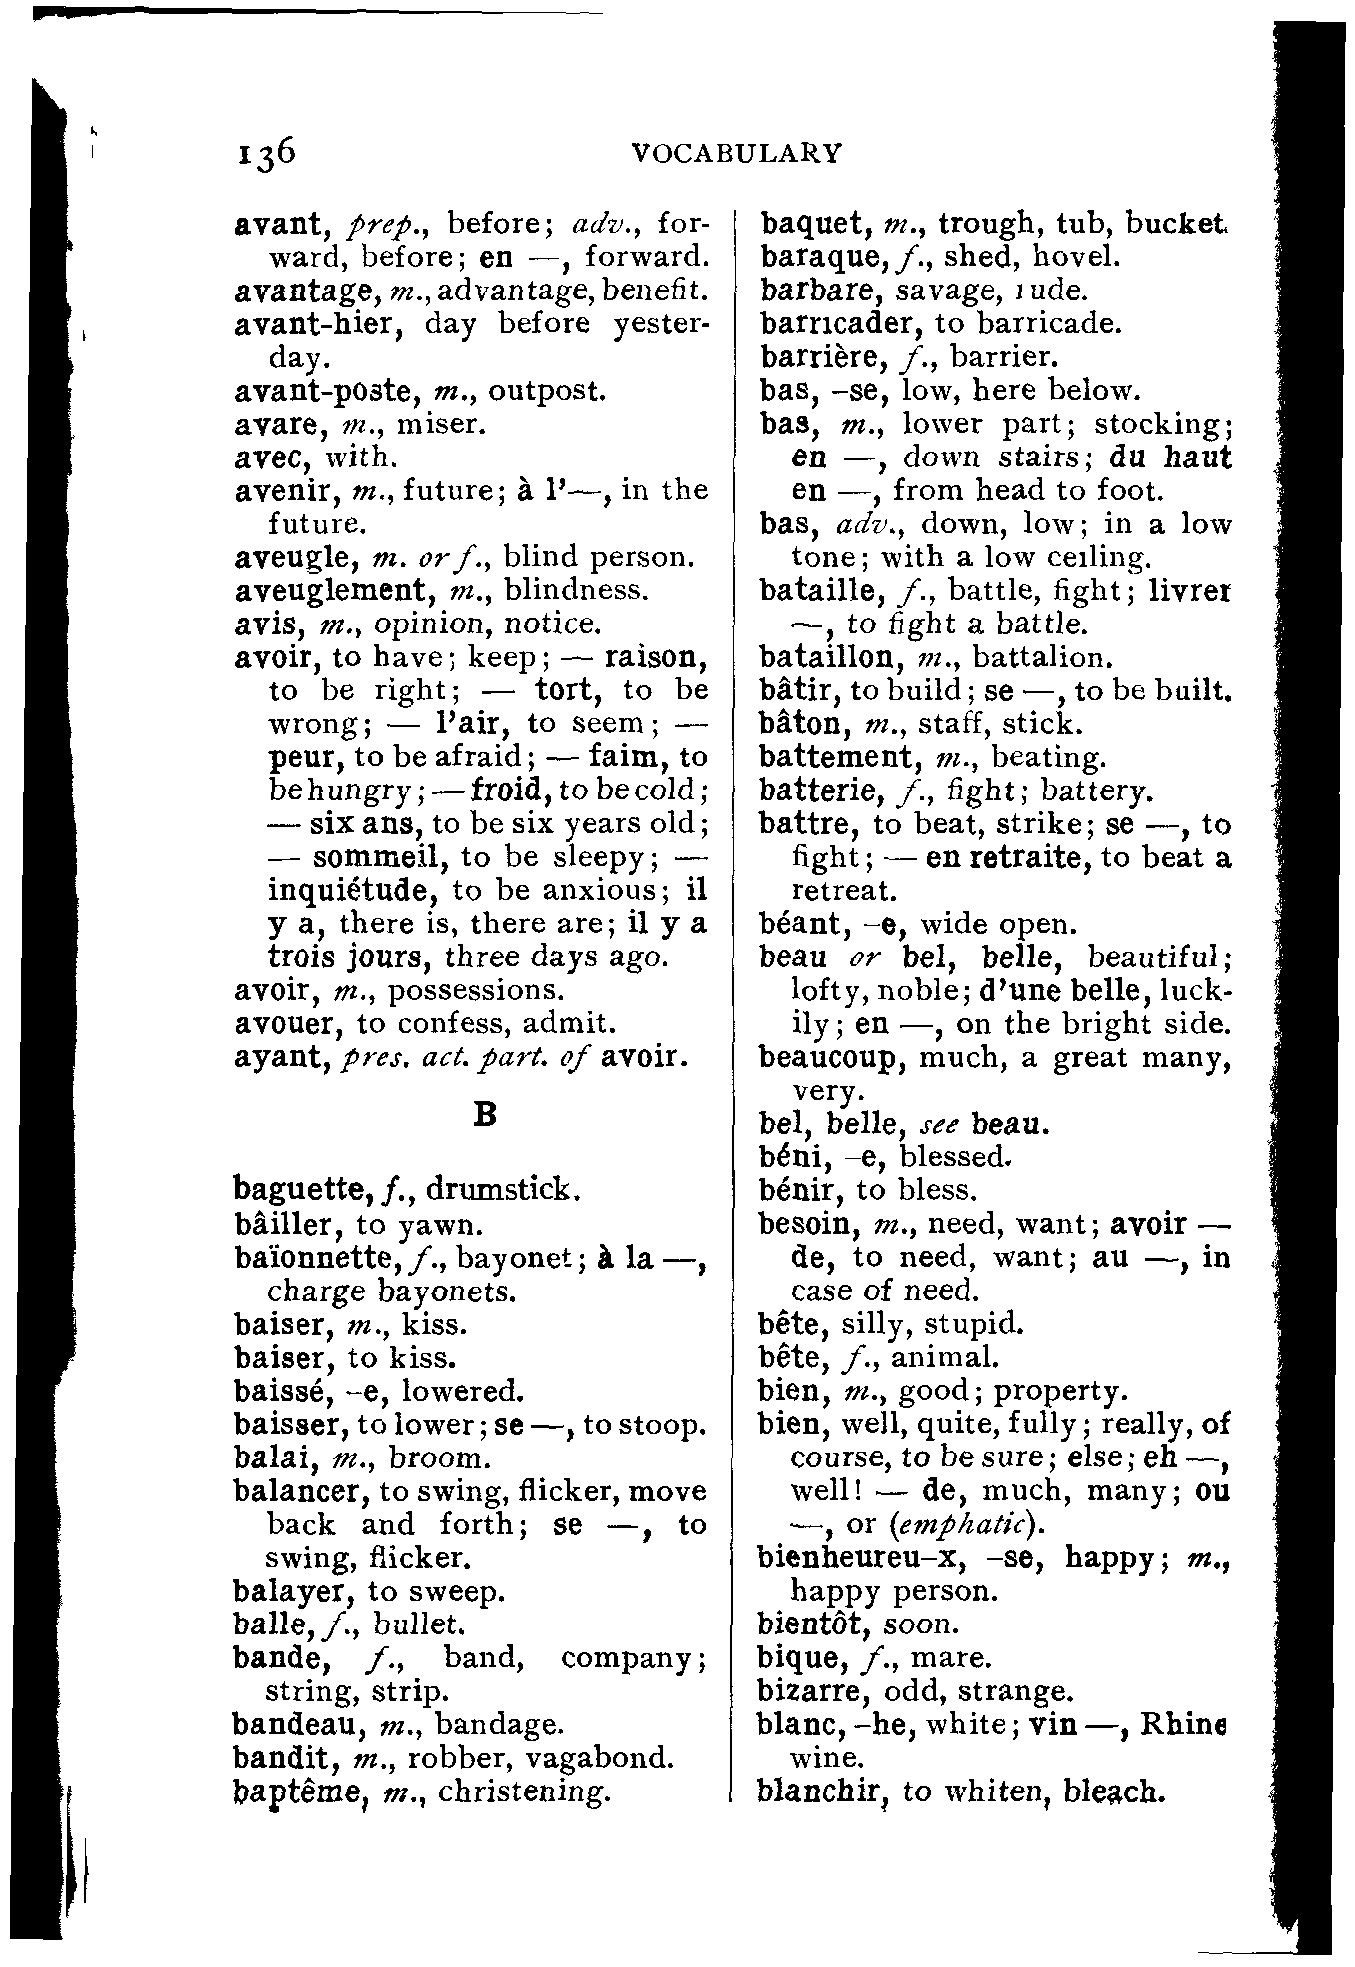 136 VOCABULARY
avant, prep., before; adv., for-
ward, before; en —, forward.
avantage, m., advantage, benefit.
avant-hier, day before yester-
day.
avant-poste, m., outpost.
avare, m., miser.
avec, with.
avenir, m., future; à l'—, in the
future.
aveugle, m. or f., blind person.
aveuglement, m., blindness.
avis, m., opinion, notice.
avoir, to have; keep; — raison,
to be right; — tort, to be
wrong; — l'air, to seem; —
peur, to be afraid; — faim, to
be hungry; — froid, to be cold;
— six ans, to be six years old;
— sommeil, to be sleepy; —
inquiétude, to be anxious; il
y a, there is, there are; il y a
trois jours, three days ago.
avoir, m., possessions.
avouer, to confess, admit.
ayant, pres. act. part. of avoir.
B
baguette, f., drumstick.
bâiller, to yawn.
baïonnette, f., bayonet; à la —,
charge bayonets.
baiser, m., kiss.
baiser, to kiss.
baissé, -e, lowered.
baisser, to lower; se —, to stoop.
balai, m., broom.
balancer, to swing, flicker, move
back and forth; se —, to
swing, flicker.
balayer, to sweep.
balle, f., bullet.
bande, f., band, company;
string, strip.
bandeau, m., bandage.
bandit, m., robber, vagabond.
baptême, m., christening.
baquet, m., trough, tub, bucket.
baraque, f., shed, hovel.
barbare, savage, rude.
barricader, to barricade.
barrière, f., barrier.
bas, -se, low, here below.
bas, m., lower part; stocking;
en —, down stairs; du haut
en —, from head to foot.
bas, adv., down, low; in a low
tone; with a low ceiling.
bataille, f., battle, fight; livrer
—, to fight a battle.
bataillon, m., battalion.
bâtir, to build; se —, to be built.
bâton, m., staff, stick.
battement, m., beating.
batterie, f., fight; battery.
battre, to beat, strike; se —, to
fight; — en retraite, to beat a
retreat.
béant, -e, wide open.
beau or bel, belle, beautiful;
lofty, noble; d'une belle, luck-
ily; en —, on the bright side.
beaucoup, much, a great many,
very.
bel, belle, see beau.
béni, -e, blessed.
bénir, to bless.
besoin, m., need, want; avoir —
de, to need, want; au —, in
case of need.
bête, silly, stupid.
bête, f., animal.
bien, m., good; property.
bien, well, quite, fully; really, of
course, to be sure; else; eh —,
well! — de, much, many; ou
—, or (emphatic).
bienheureu-x, -se, happy; m.,
happy person.
bientôt, soon.
bique, f., mare.
bizarre, odd, strange.
blanc, -he, white; vin —, Rhine
wine.
blanchir, to whiten, bleach.